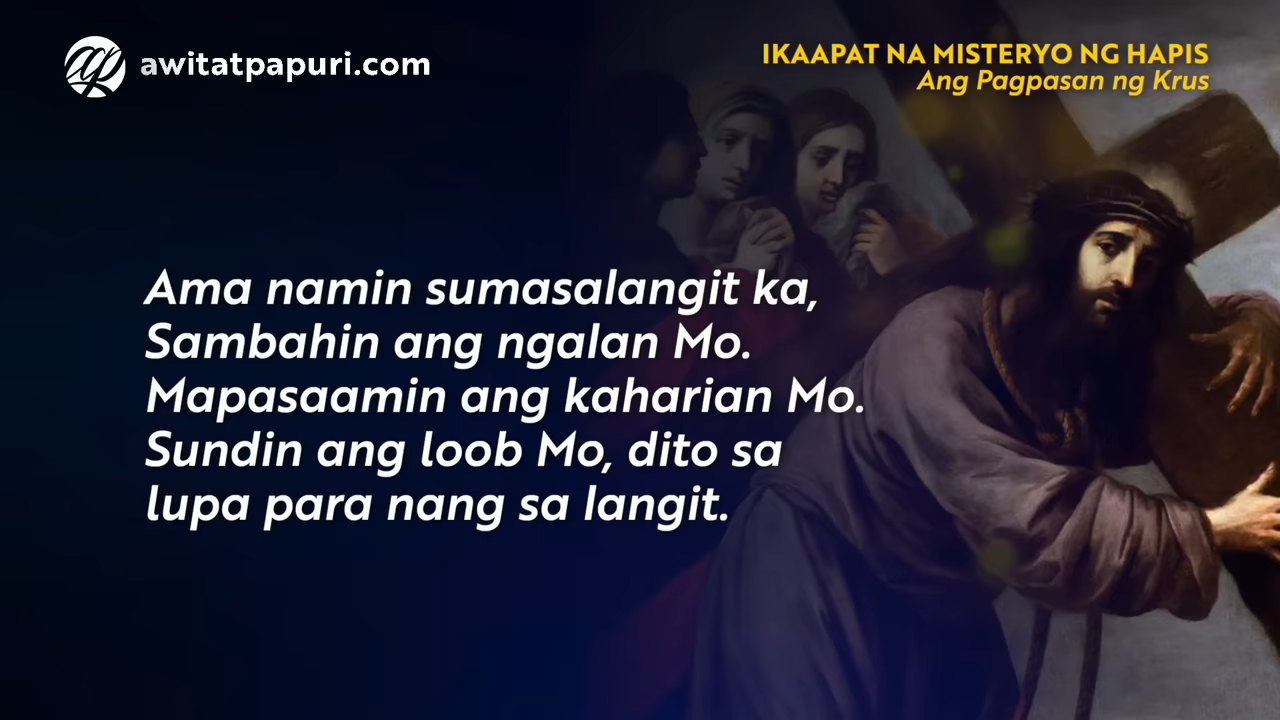 awitatpapuri.com
IKAAPAT NA MISTERYO NG HAPIS
Ang Pagpasan ng Krus
Ama namin sumasalangit ka,
Sambahin ang ngalan Mo.
Mapasaamin ang kaharian Mo.
Sundin ang loob Mo, dito sa
lupa para nang sa langit.